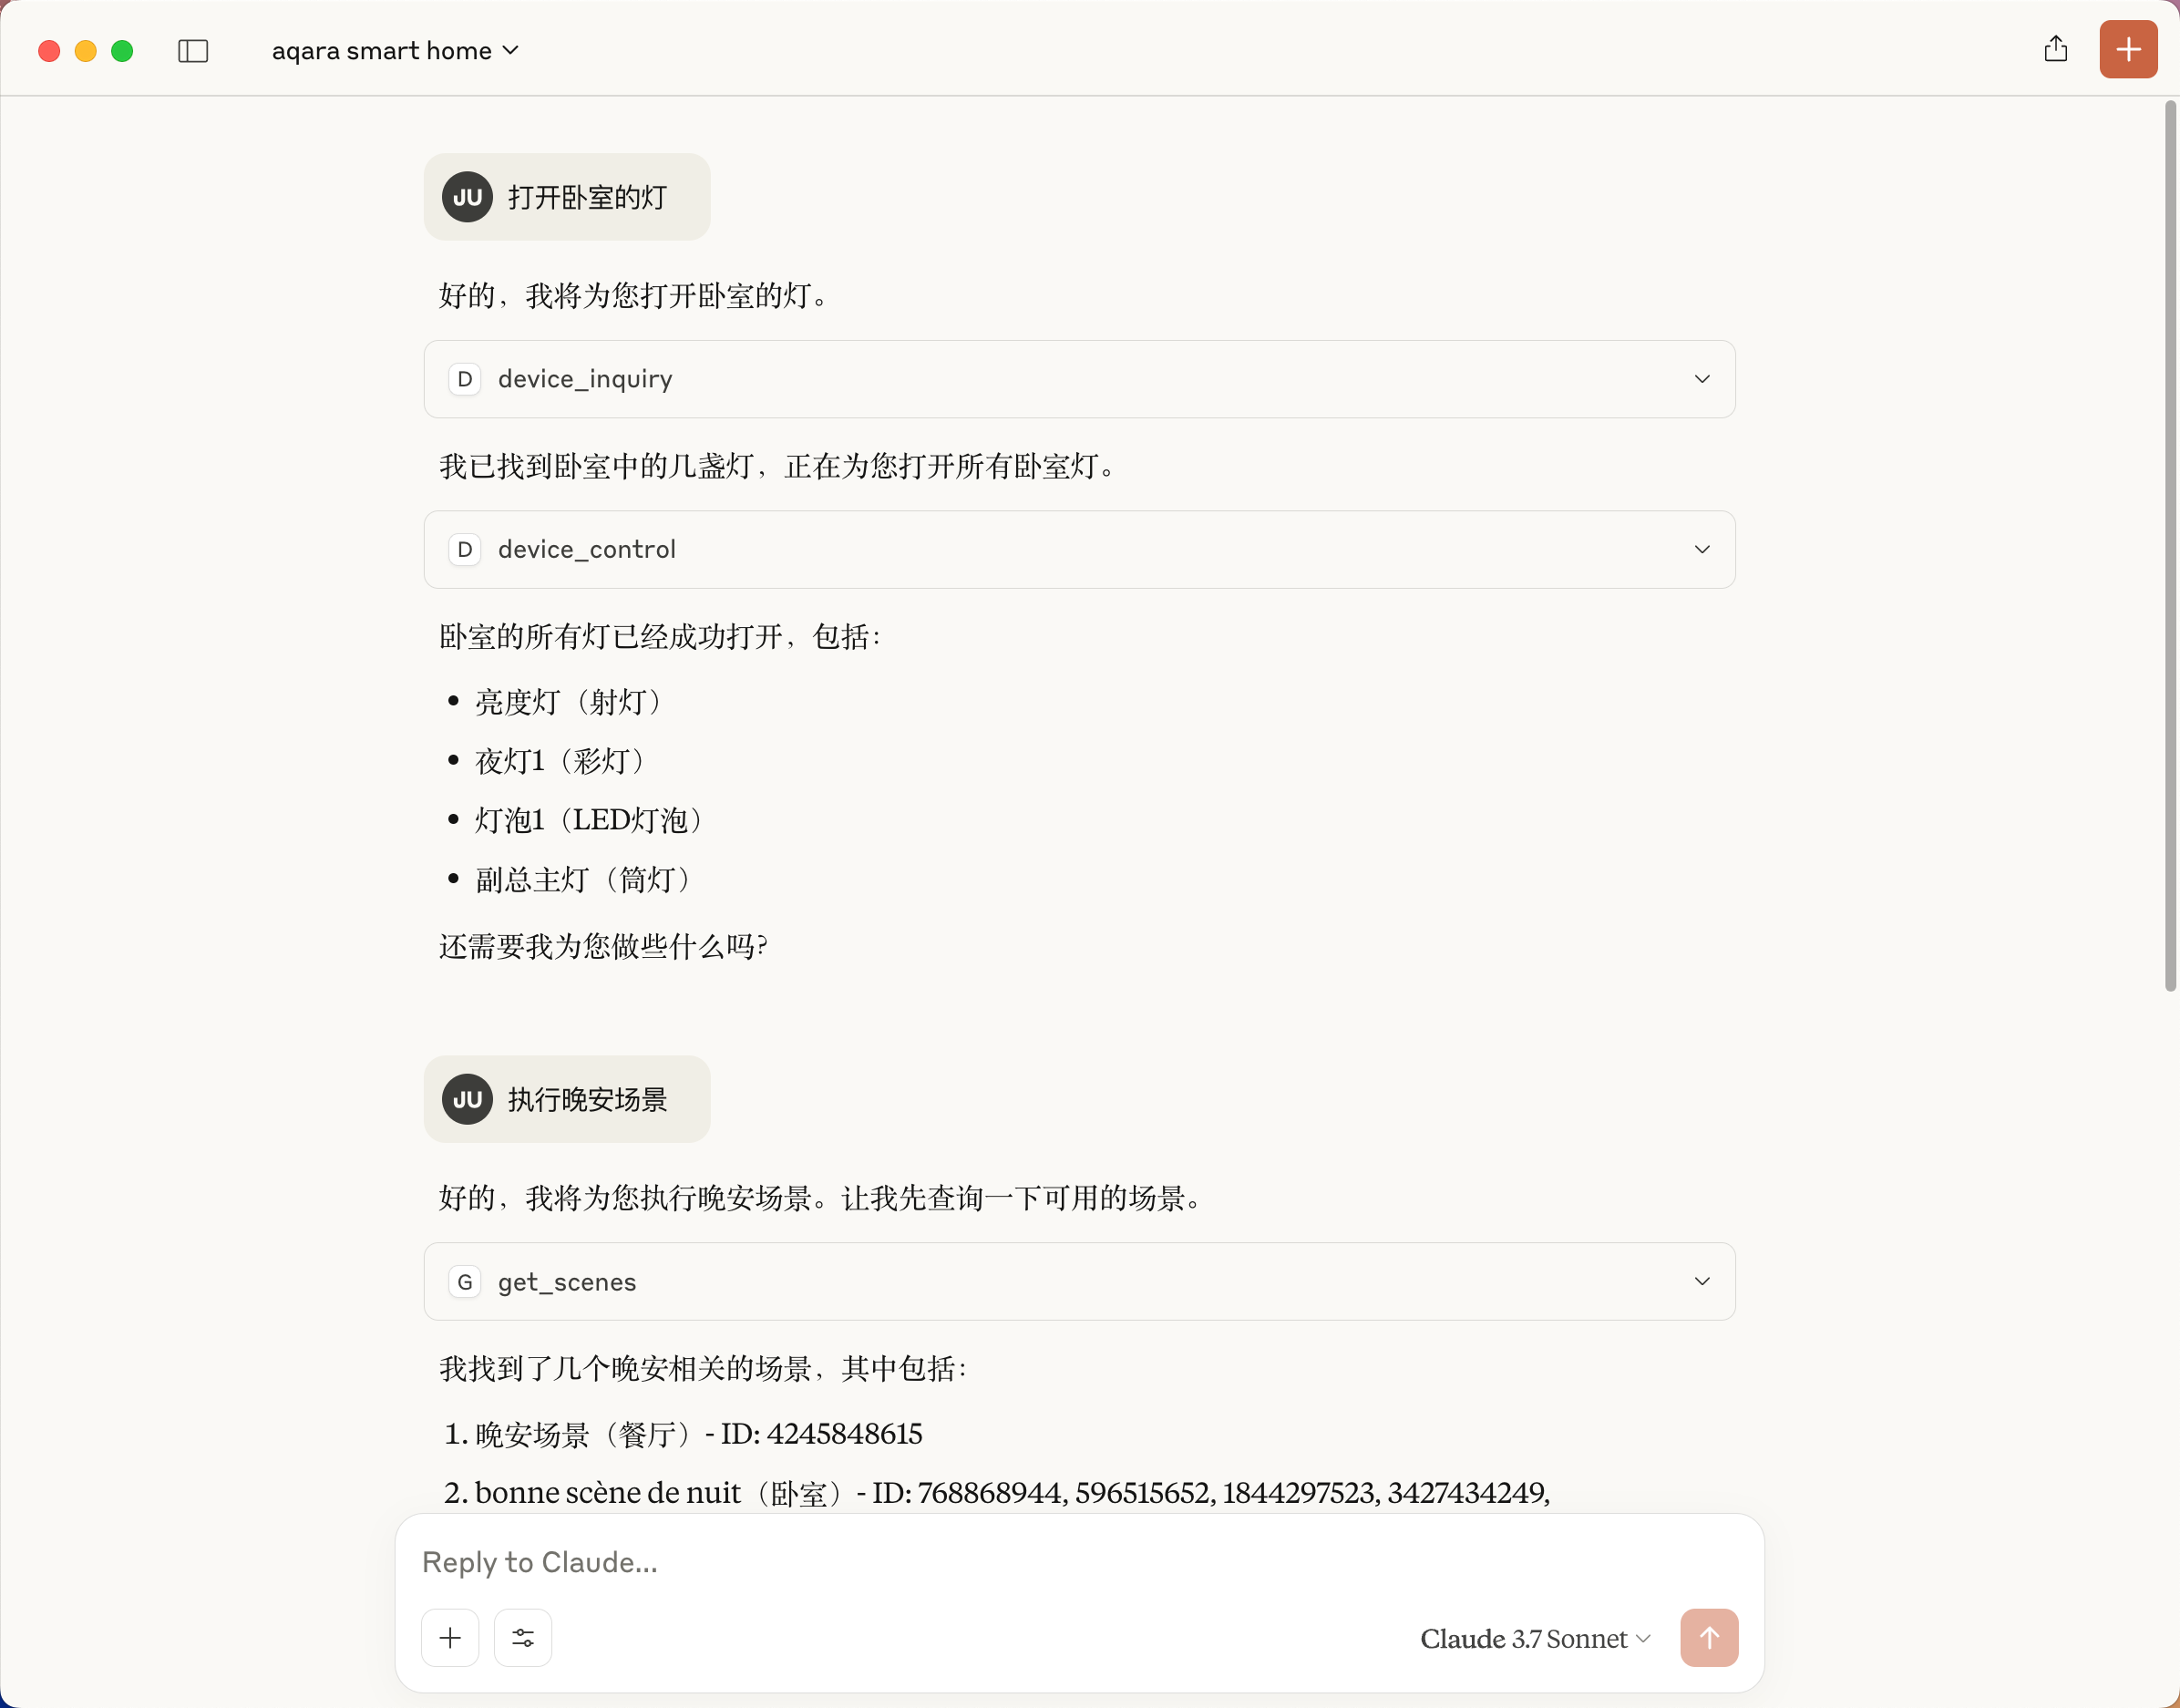 aqara smart home
JU 打开卧室的灯
好的，我将为您打开卧室的灯。
D device_inquiry
我已找到卧室中的几盏灯，正在为您打开所有卧室灯。
D device_control
卧室的所有灯已经成功打开，包括：
• 亮度灯（射灯）
• 夜灯1（彩灯）
• 灯泡1（LED灯泡）
• 副总主灯（筒灯）
还需要我为您做些什么吗？
JU 执行晚安场景
好的，我将为您执行晚安场景。让我先查询一下可用的场景。
G get_scenes
我找到了几个晚安相关的场景，其中包括：
1. 晚安场景（餐厅）- ID: 4245848615
2. bonne scène de nuit（卧室）- ID: 768868944, 596515652, 1844297523, 3427434249,
Reply to Claude...
Claude 3.7 Sonnet